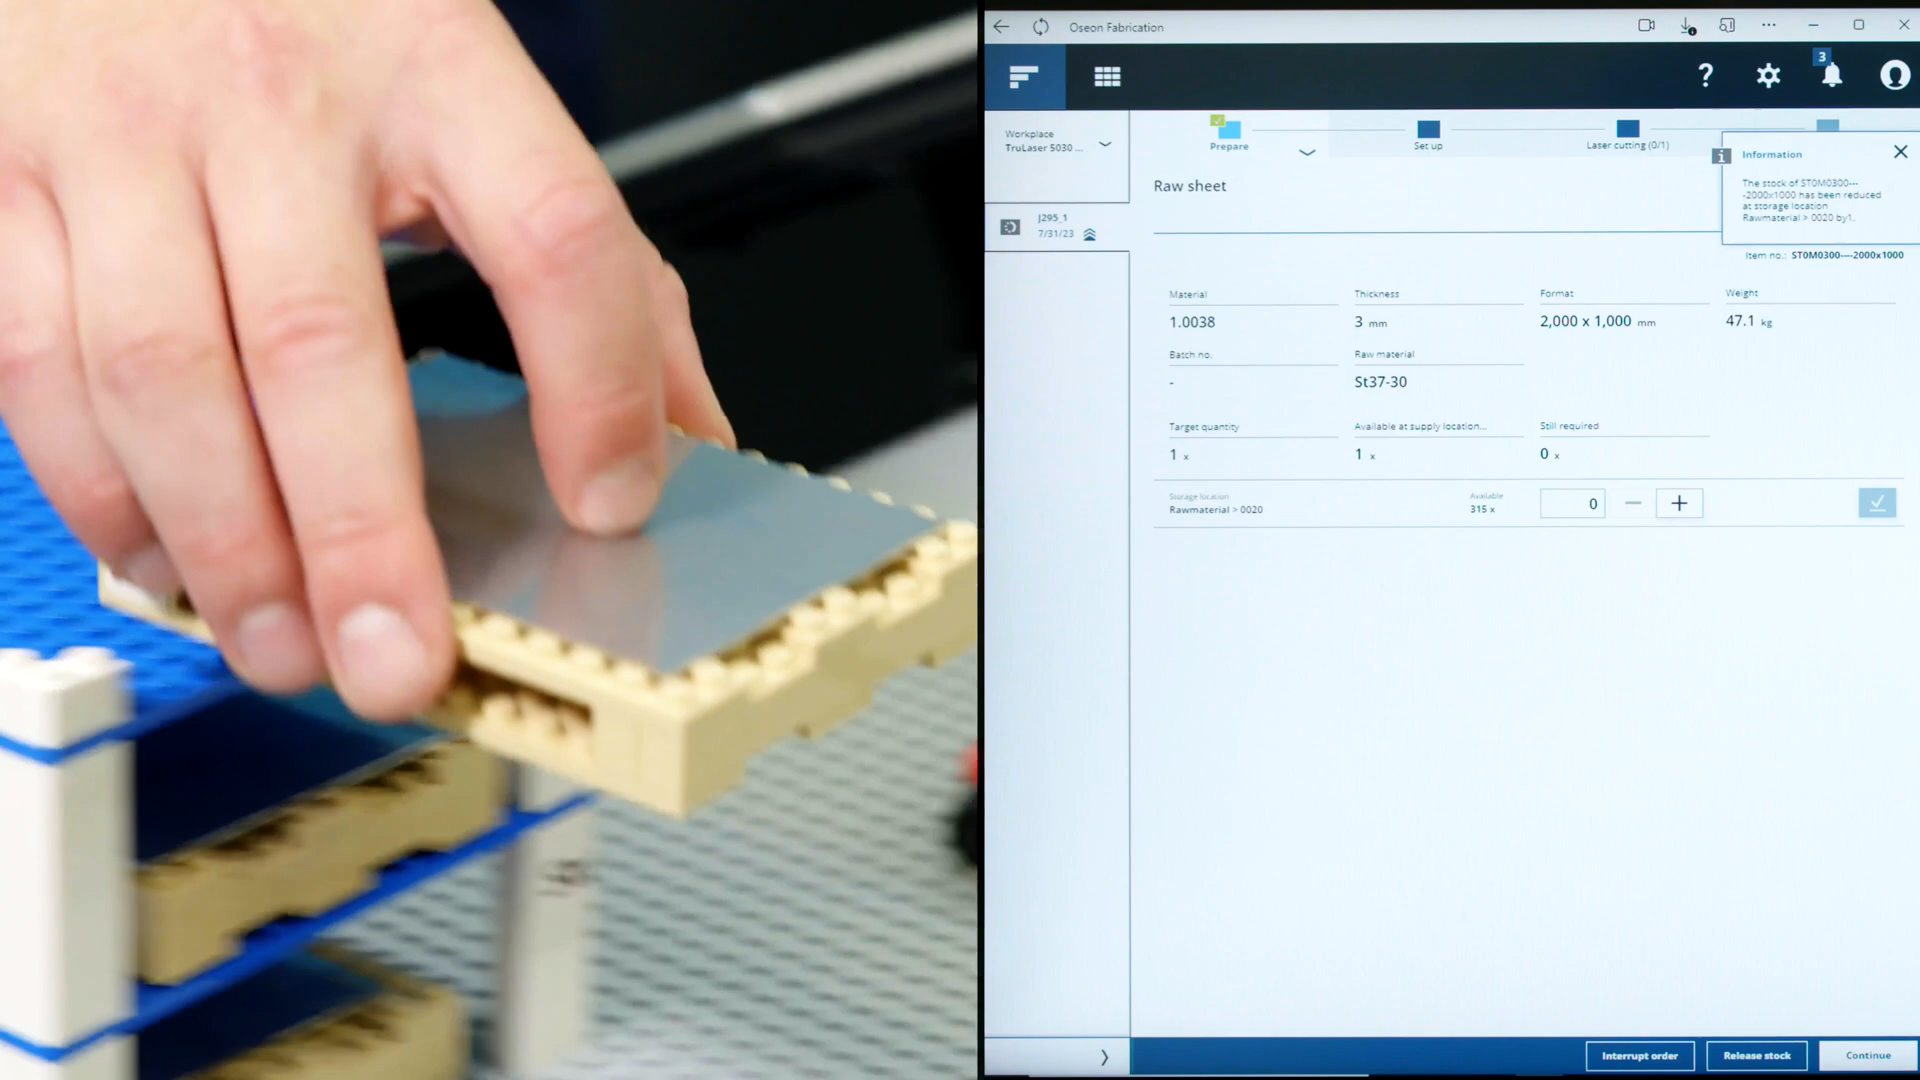 Oseon Fabrication
3
Workplace
TruLaser 5030 ...
J295_1
7/31/23
Prepare
Set up
Laser cutting (0/1)
Information
The stock of ST0M0300---
-2000x1000 has been reduced
at storage location
Rawmaterial > 0020 by1.
Raw sheet
Item no.: ST0M0300----2000x1000
Material
Thickness
Format
Weight
1.0038
3 mm
2,000 x 1,000 mm
47.1 kg
Batch no.
Raw material
-
St37-30
Target quantity
Available at supply location...
Still required
1 x
1 x
0 x
Storage location
Rawmaterial > 0020
Available
315 x
0
Interrupt order
Release stock
Continue